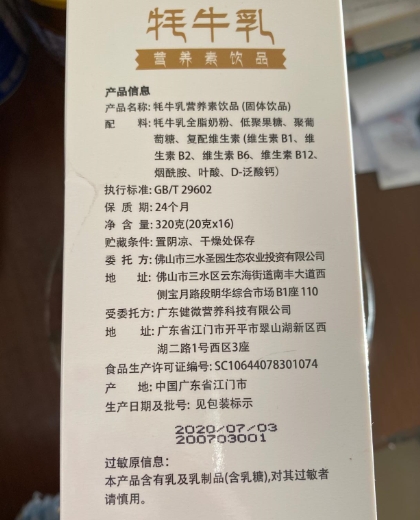 牦牛乳
营养素饮品
产品信息
产品名称: 牦牛乳营养素饮品 (固体饮品)
配 料: 牦牛乳全脂奶粉、低聚果糖、聚葡
萄糖、复配维生素 (维生素 B1、维
生素 B2、维生素 B6、维生素 B12、
烟酰胺、叶酸、D-泛酸钙)
执行标准: GB/T 29602
保 质 期: 24个月
净 含 量: 320克(20克x16)
贮藏条件: 置阴凉、干燥处保存
委 托 方: 佛山市三水圣园生态农业投资有限公司
地 址: 佛山市三水区云东海街道南丰大道西
侧宝月路段明华综合市场B1座 110
受委托方: 广东健微营养科技有限公司
地 址: 广东省江门市开平市翠山湖新区西
湖二路1号西区3座
食品生产许可证编号: SC10644078301074
产 地: 中国广东省江门市
生产日期及批号: 见包装标示
2020/07/03
200703001
过敏原信息:
本产品含有乳及乳制品(含乳糖),对其过敏者
请慎用。